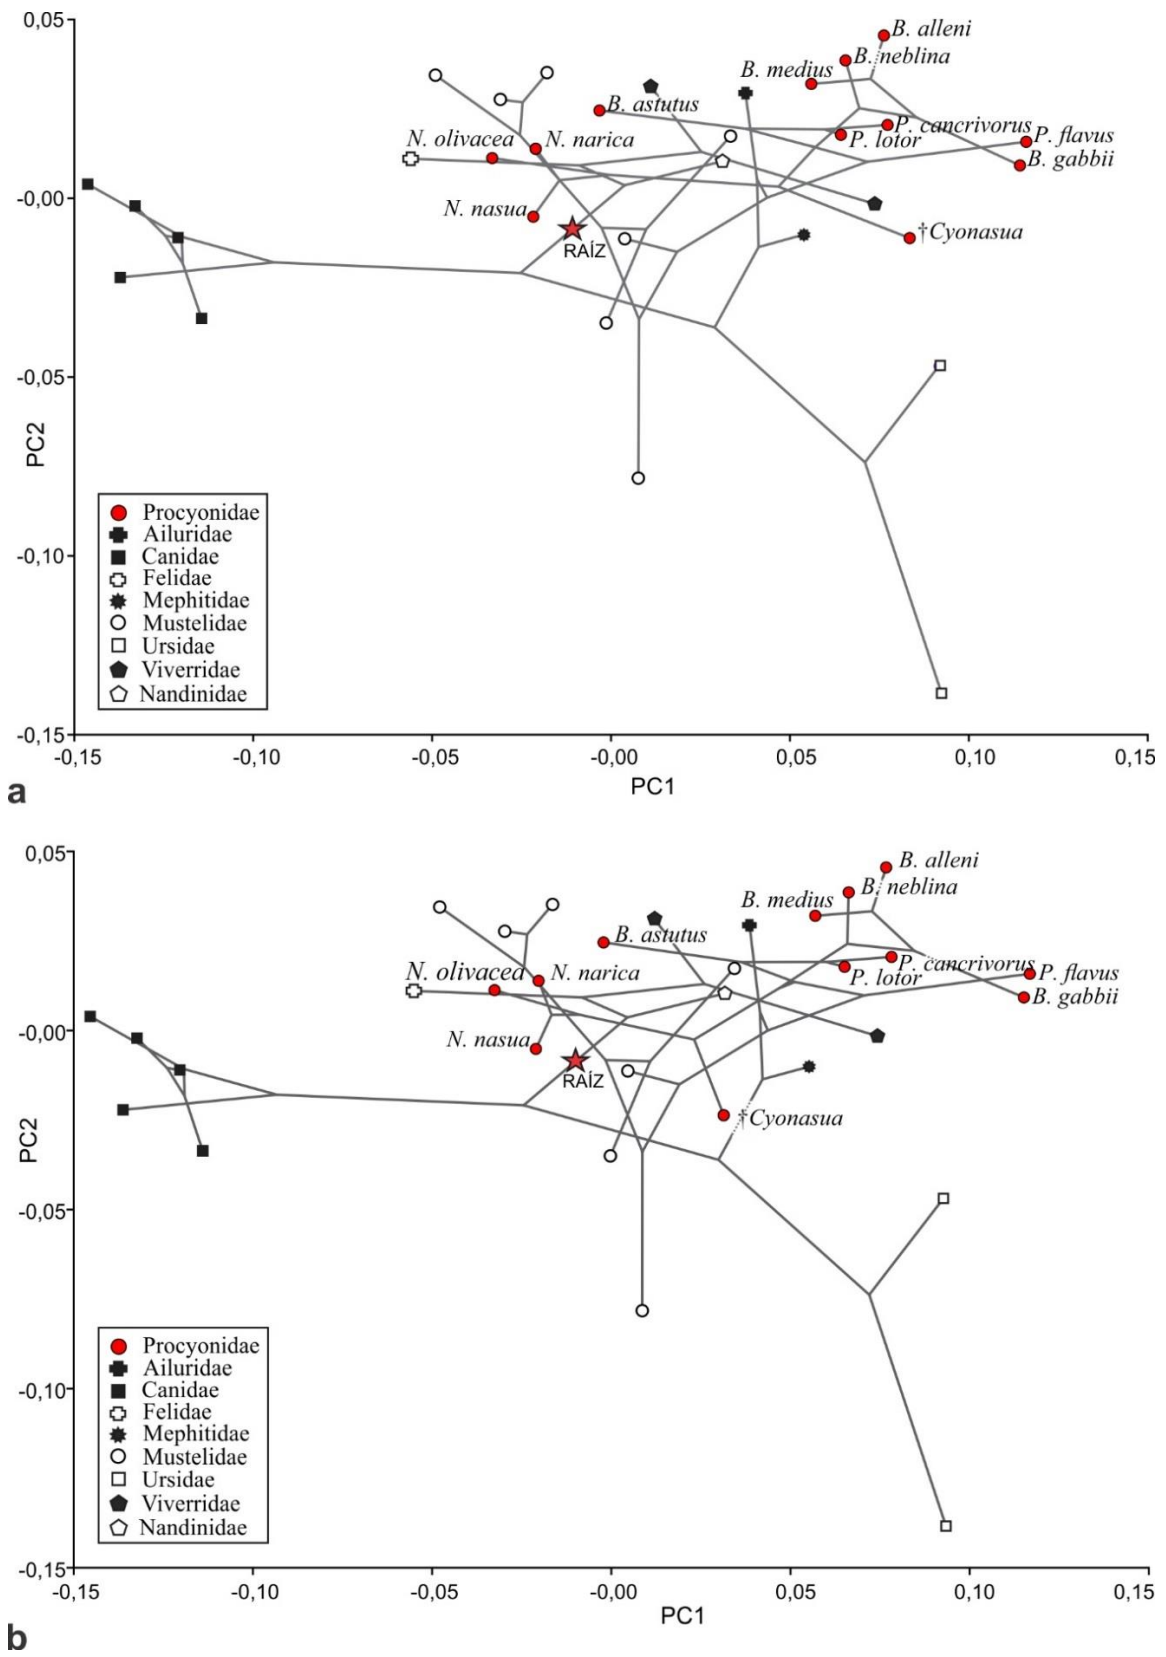 0,05
B. alleni
B. neblina
B. medius
B. astutus
P. cancrivorus
N. olivacea
N. narica
P. lotor
P. flavus
B. gabbii
-0,00
N. nasua
RAÍZ
†Cyonasua
-0,05
PC2
Procyonidae
Ailuridae
-0,10
Canidae
Felidae
Mephitidae
Mustelidae
Ursidae
Viverridae
Nandinidae
-0,15
-0,15 -0,10 -0,05 -0,00 0,05 0,10 0,15
PC1
a
0,05
B. alleni
B. neblina
B. medius
B. astutus
P. cancrivorus
N. olivacea
N. narica
P. lotor
P. flavus
B. gabbii
-0,00
N. nasua
RAÍZ
†Cyonasua
PC2
-0,05
Procyonidae
Ailuridae
-0,10
Canidae
Felidae
Mephitidae
Mustelidae
Ursidae
Viverridae
Nandinidae
-0,15
-0,15 -0,10 -0,05 -0,00 0,05 0,10 0,15
PC1
b